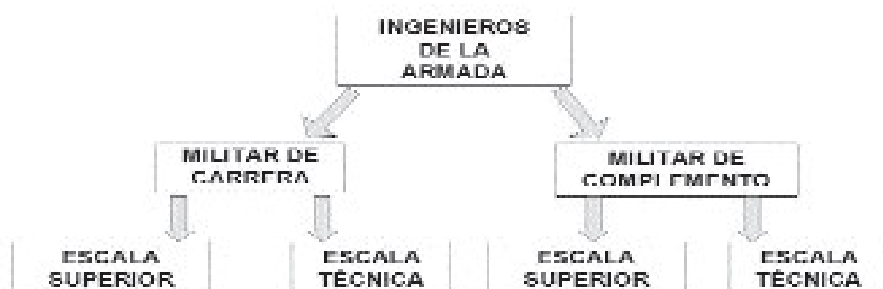 INGENIEROS
DE LA
ARMADA
MILITAR DE
CARRERA
MILITAR DE
COMPLEMENTO
ESCALA
SUPERIOR
ESCALA
TÉCNICA
ESCALA
SUPERIOR
ESCALA
TÉCNICA